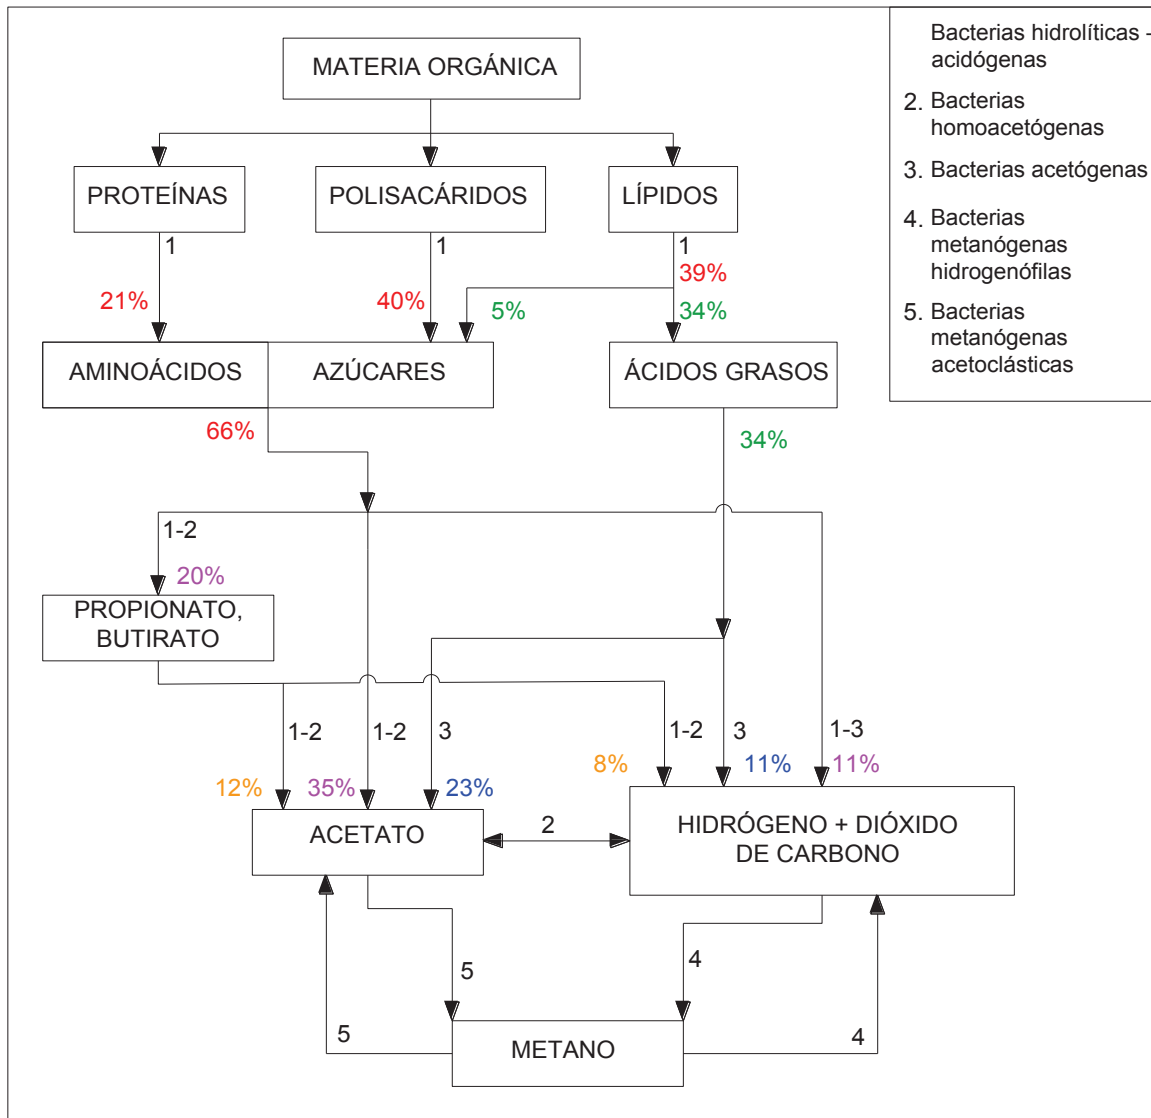 MATERIA ORGÁNICA
PROTEÍNAS
POLISACÁRIDOS
LÍPIDOS
1
1
1
21%
40%
39%
5%
34%
AMINOÁCIDOS
AZÚCARES
ÁCIDOS GRASOS
66%
34%
1-2
20%
PROPIONATO,
BUTIRATO
1-2
1-2
3
1-2
3
1-3
12%
35%
23%
8%
11%
11%
ACETATO
2
HIDRÓGENO + DIÓXIDO
DE CARBONO
5
4
5
METANO
4
Bacterias hidrolíticas -
acidógenas
2. Bacterias
homoacetógenas
3. Bacterias acetógenas
4. Bacterias
metanógenas
hidrogenófilas
5. Bacterias
metanógenas
acetoclásticas